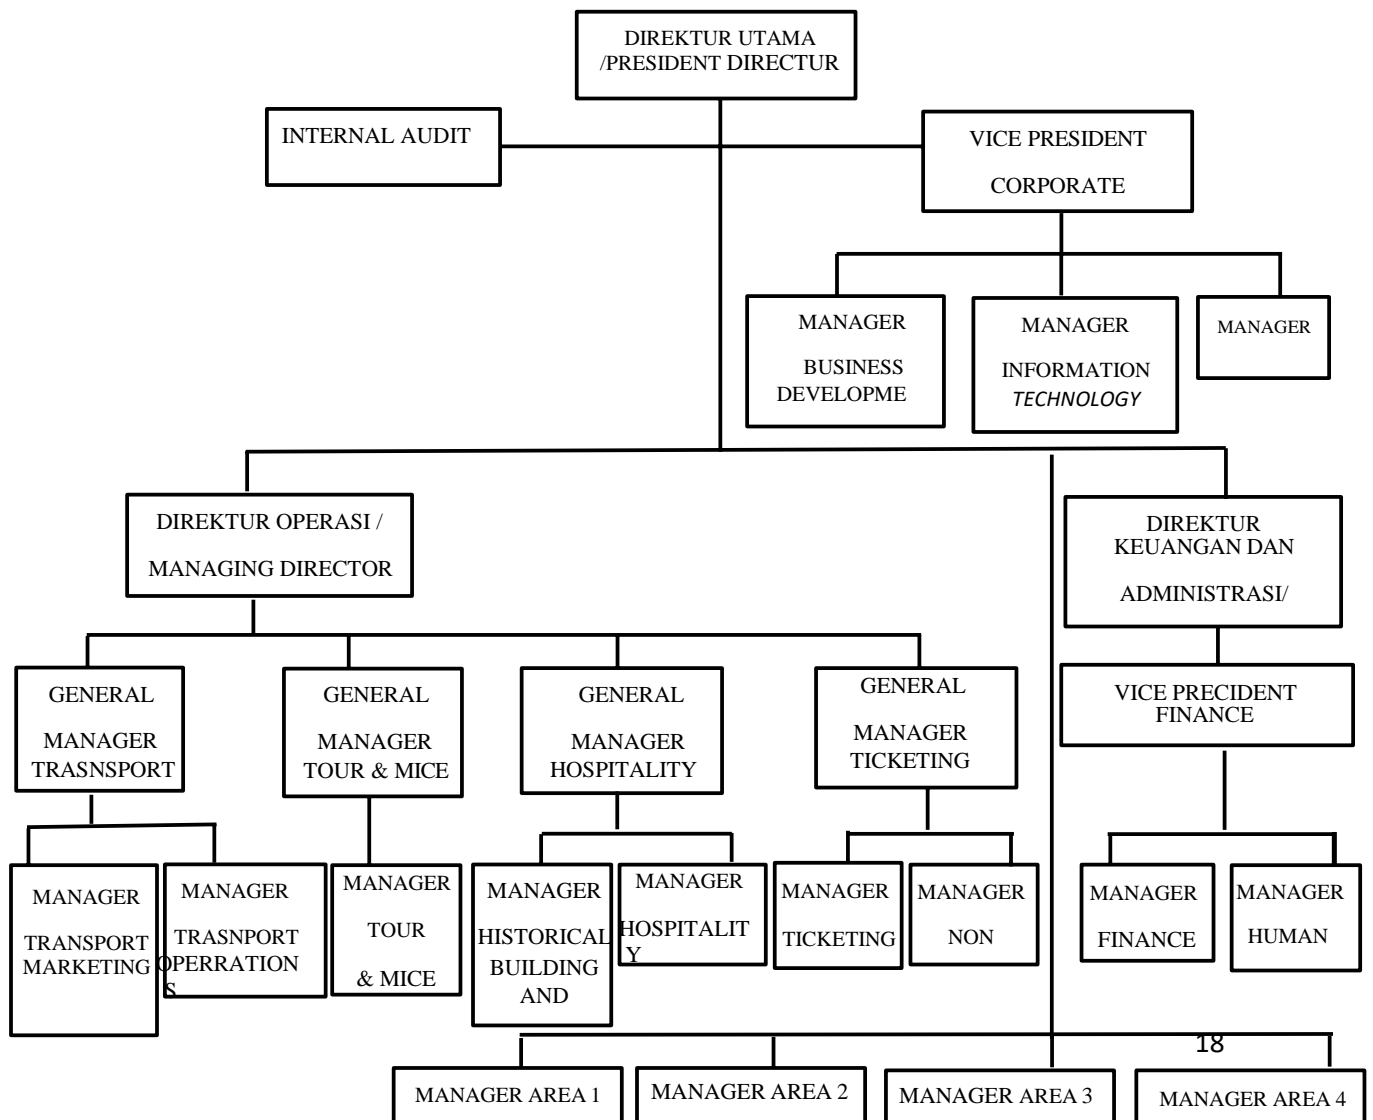 DIREKTUR UTAMA
/PRESIDENT DIRECTUR
INTERNAL AUDIT
VICE PRESIDENT
CORPORATE
MANAGER
BUSINESS
DEVELOPME
MANAGER
INFORMATION
TECHNOLOGY
MANAGER
DIREKTUR OPERASI /
MANAGING DIRECTOR
DIREKTUR
KEUANGAN DAN
ADMINISTRASI/
GENERAL
MANAGER
TRASNSPORT
GENERAL
MANAGER
TOUR & MICE
GENERAL
MANAGER
HOSPITALITY
GENERAL
MANAGER
TICKETING
VICE PRECIDENT
FINANCE
MANAGER
TRANSPORT
MARKETING
MANAGER
TRASNPORT
OPERRATION
S
MANAGER
TOUR
& MICE
MANAGER
HISTORICAL
BUILDING
AND
MANAGER
HOSPITALIT
Y
MANAGER
TICKETING
MANAGER
NON
MANAGER
FINANCE
MANAGER
HUMAN
18
MANAGER AREA 1
MANAGER AREA 2
MANAGER AREA 3
MANAGER AREA 4